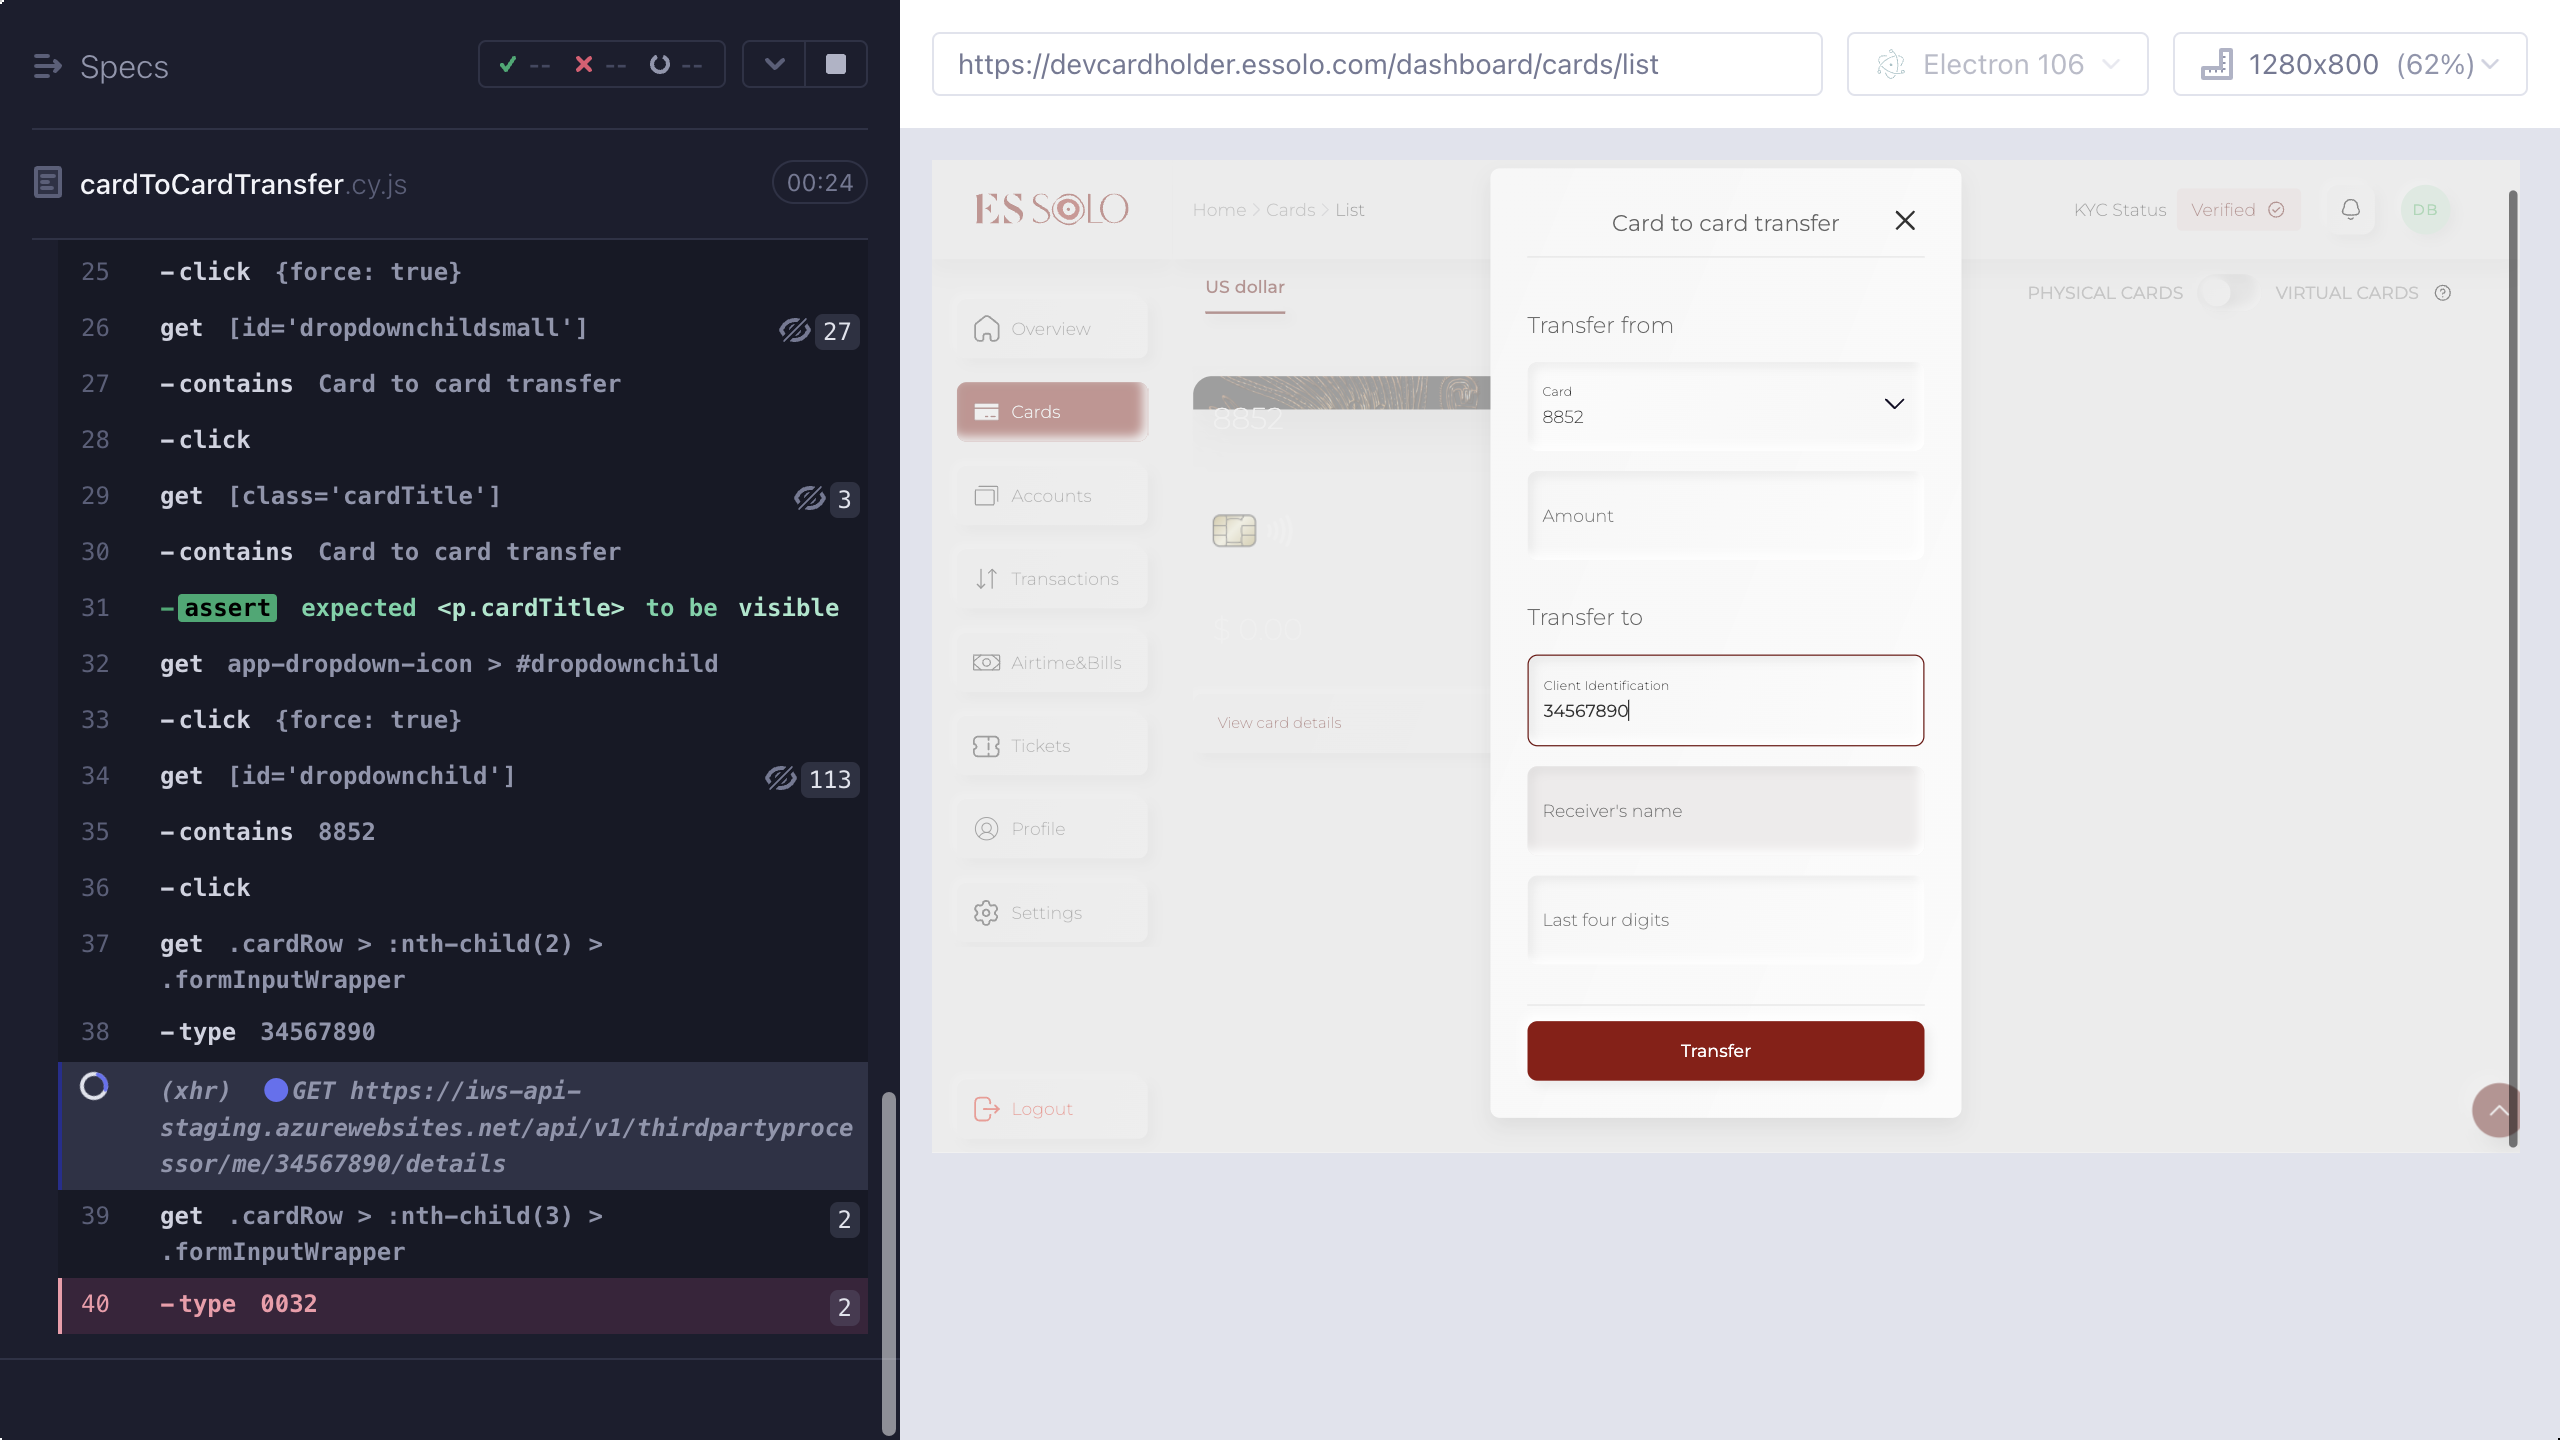 Specs
-- -- --
cardToCardTransfer.cy.js
00:24
25 -click {force: true}
26 get [id='dropdownchildsmall'] 27
27 -contains Card to card transfer
28 -click
29 get [class='cardTitle'] 3
30 -contains Card to card transfer
31 -assert expected <p.cardTitle> to be visible
32 get app-dropdown-icon > #dropdownchild
33 -click {force: true}
34 get [id='dropdownchild'] 113
35 -contains 8852
36 -click
37 get .cardRow > :nth-child(2) >
.formInputWrapper
38 -type 34567890
(xhr) GET https://iws-api-
staging.azurewebsites.net/api/v1/thirdpartyproce
ssor/me/34567890/details
39 get .cardRow > :nth-child(3) > 2
.formInputWrapper
40 -type 0032 2
https://devcardholder.essolo.com/dashboard/cards/list
Electron 106
1280x800 (62%)
ES SOLO
Home > Cards > List
KYC Status
Verified
DB
Overview
Cards
Accounts
Transactions
Airtime&Bills
Tickets
Profile
Settings
Logout
US dollar
PHYSICAL CARDS
VIRTUAL CARDS
8852
$ 0.00
View card details
Card to card transfer
Transfer from
Card
8852
Amount
Transfer to
Client Identification
34567890
Receiver's name
Last four digits
Transfer